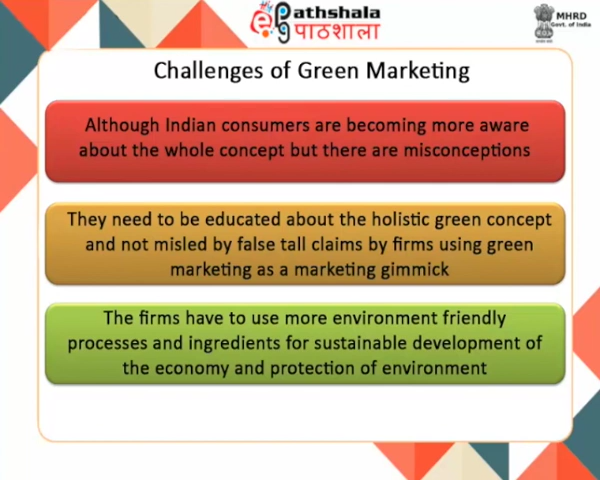 ePathshala
पाठशाला
MHRD
Govt. of India
Challenges of Green Marketing
Although Indian consumers are becoming more aware
about the whole concept but there are misconceptions
They need to be educated about the holistic green concept
and not misled by false tall claims by firms using green
marketing as a marketing gimmick
The firms have to use more environment friendly
processes and ingredients for sustainable development of
the economy and protection of environment